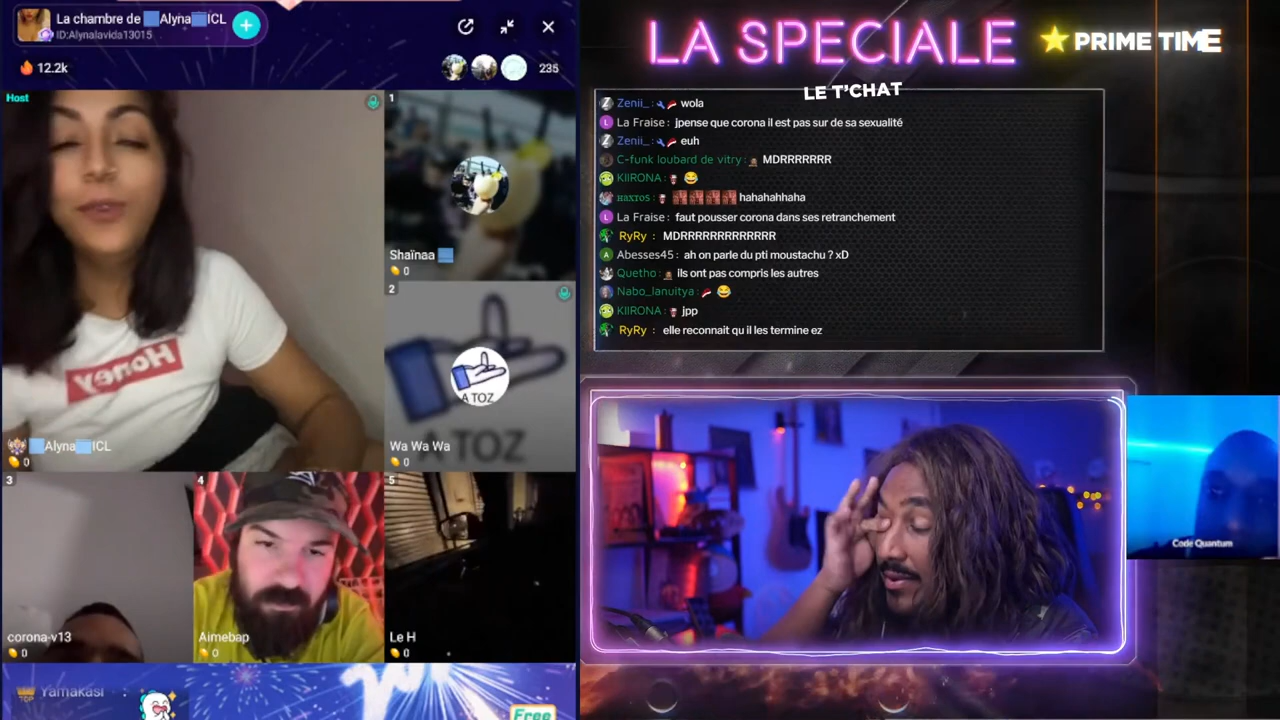 La chambre de Alyna ICL
ID:Alynalavida13015
12.2k
235
Host
1
Shaïnaa
0
2
A TOZ
A TOZ
Wa Wa Wa
0
Honey
Alyna ICL
0
3
corona-v13
0
4
Aimebap
0
5
Le H
0
TOP Yamakasi :
Free
LA SPECIALE
PRIME TIME
LE T'CHAT
Zenii_ : wola
La Fraise : jpense que corona il est pas sur de sa sexualité
Zenii_ : euh
C-funk loubard de vitry : MDRRRRRRR
KIIRONA : 😂
HAXTO5 : hahahahhaha
La Fraise : faut pousser corona dans ses retranchement
RyRy : MDRRRRRRRRRRRRR
Abesses45 : ah on parle du pti moustachu ? xD
Quetho : ils ont pas compris les autres
Nabo_lanuitya : 😂
KIIRONA : jpp
RyRy : elle reconnait qu il les termine ez
Code Quantum